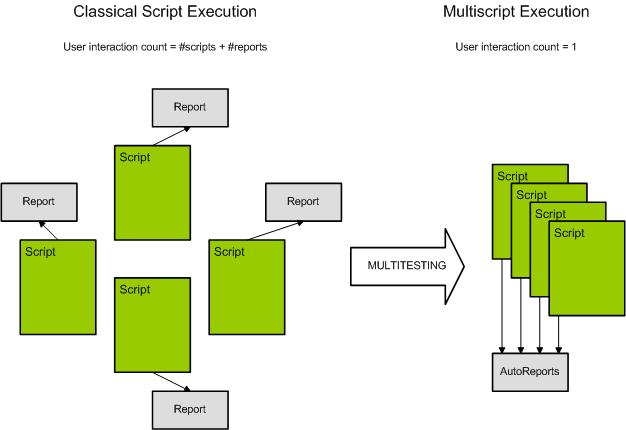 Classical Script Execution
User interaction count = #scripts + #reports
Report
Script
Report
Script
Report
Script
Script
Report
Multiscript Execution
User interaction count = 1
MULTITESTING
Script
Script
Script
Script
AutoReports